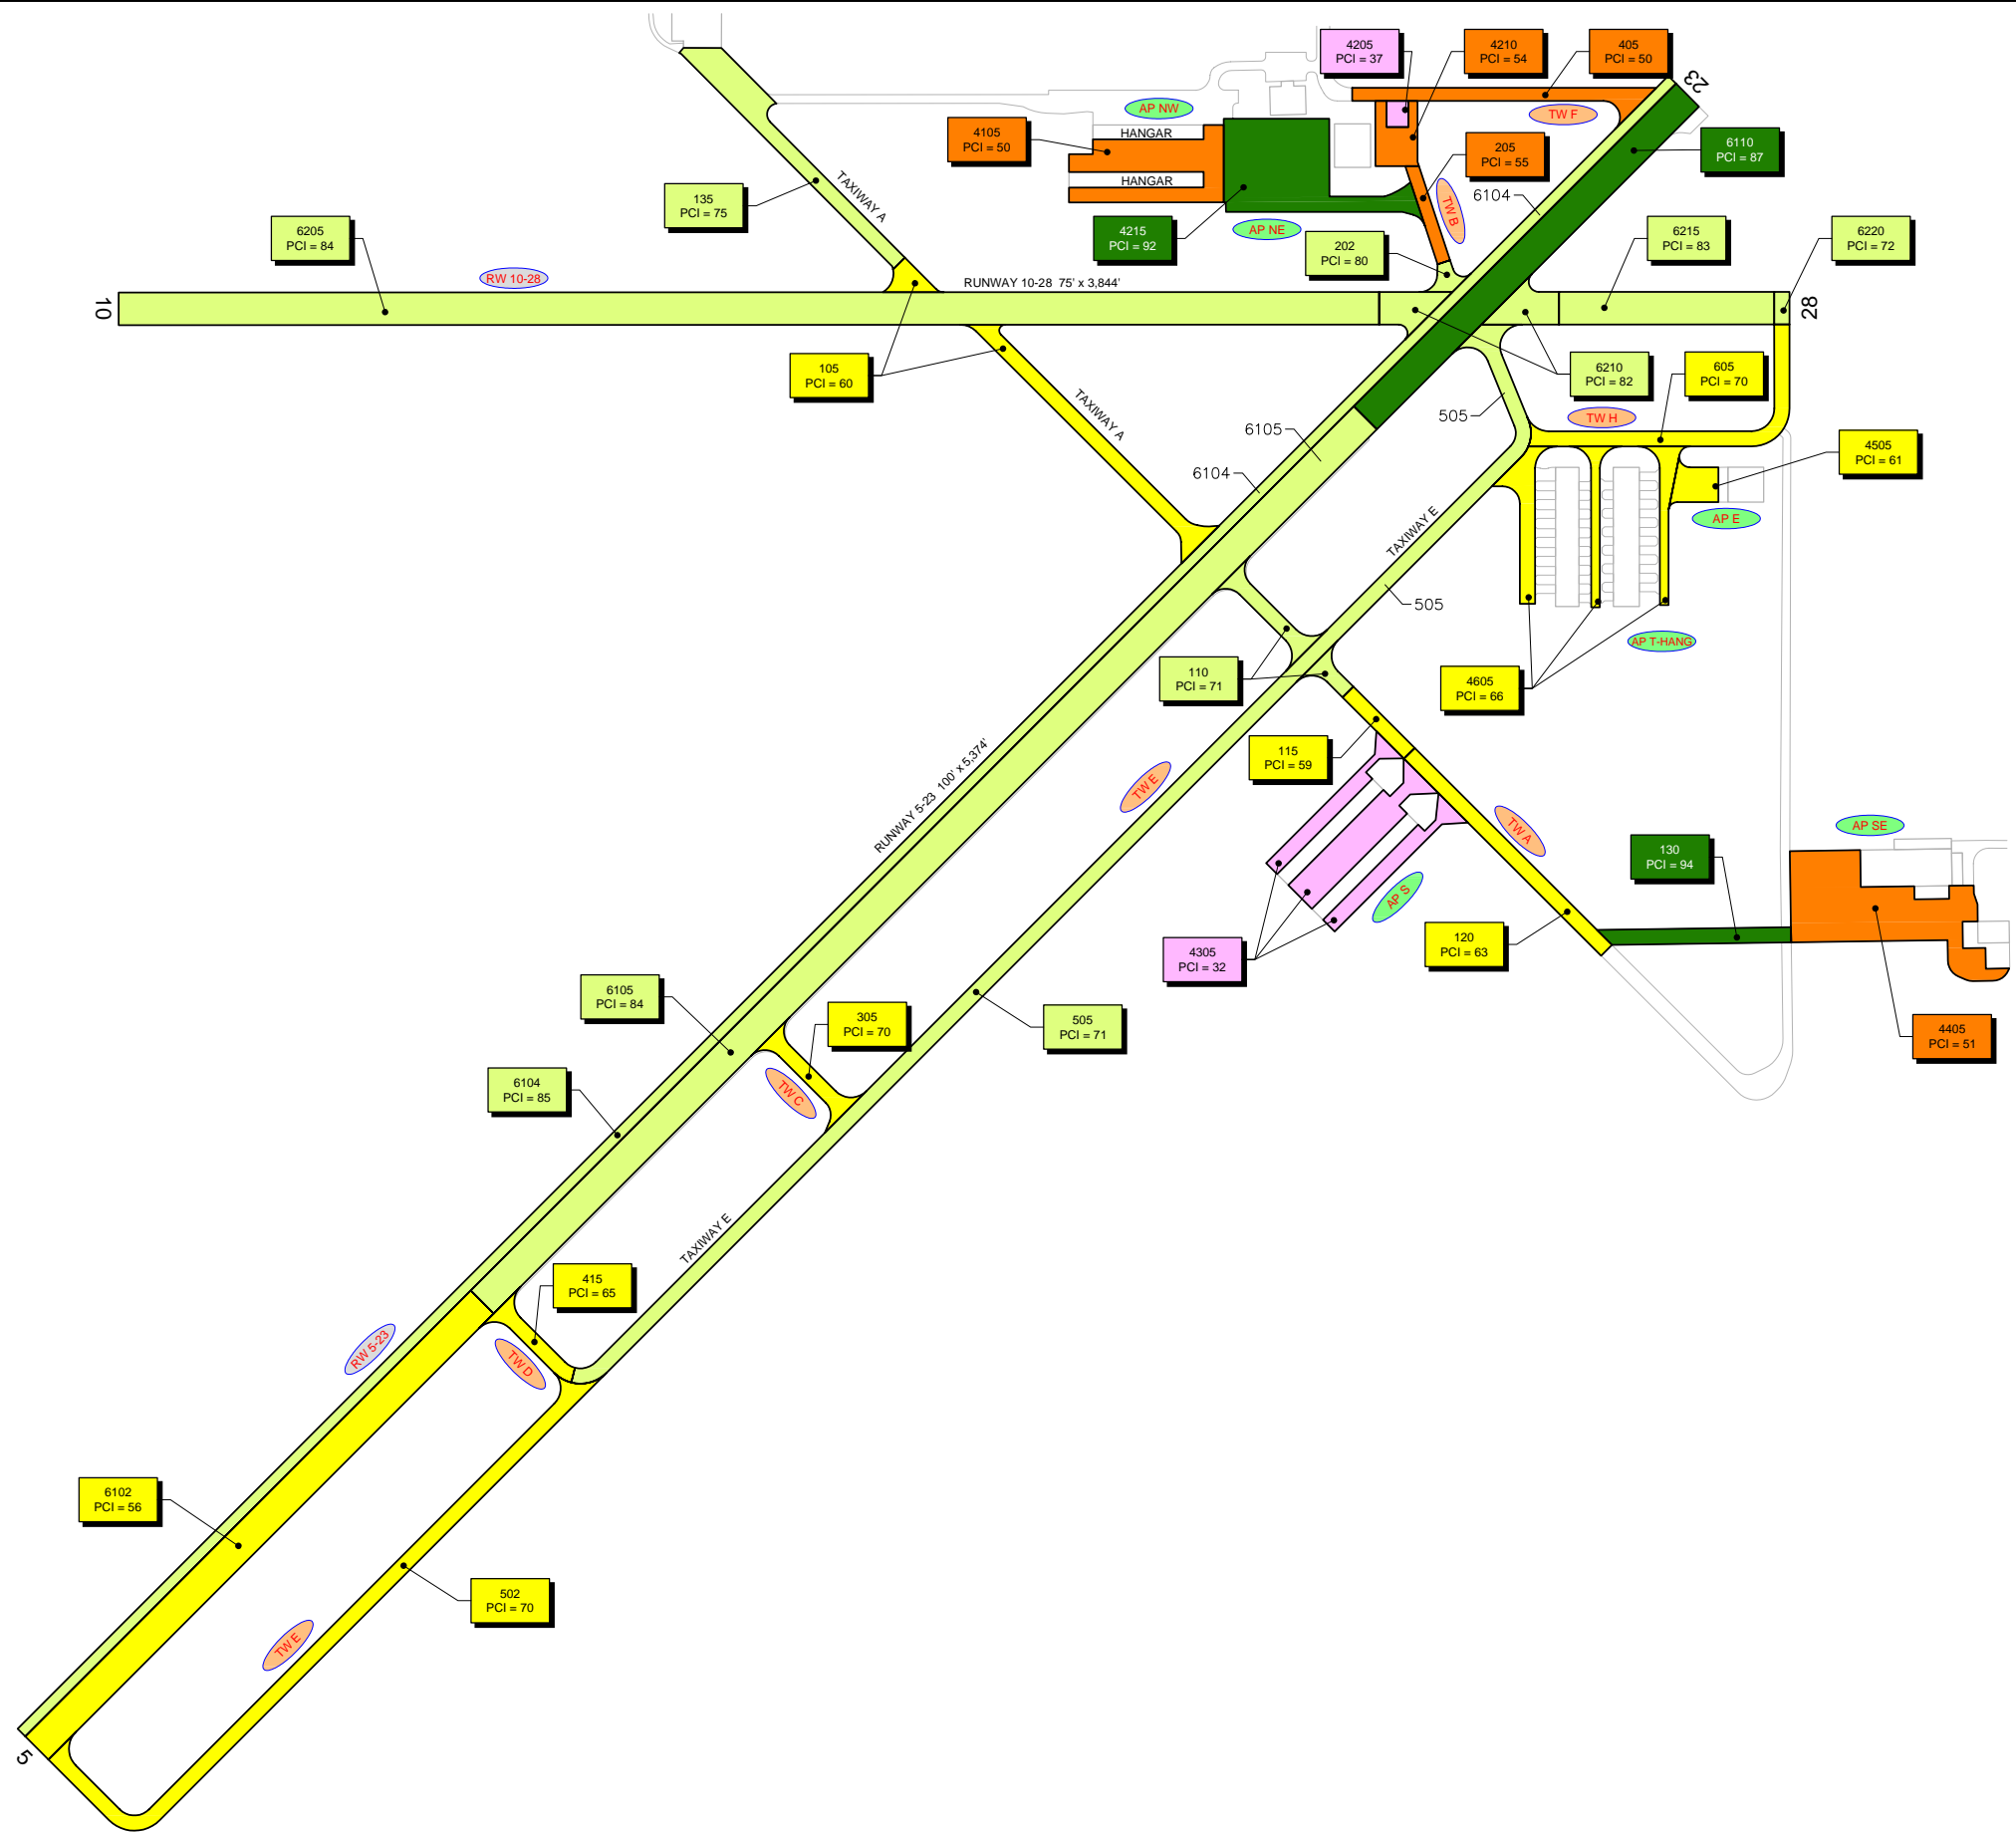 4205
PCI = 37
4210
PCI = 54
405
PCI = 50
23
AP NW
TW F
4105
PCI = 50
HANGAR
HANGAR
205
PCI = 55
6110
PCI = 87
TAXIWAY A
135
PCI = 75
TW B
6104
6205
PCI = 84
4215
PCI = 92
AP NE
202
PCI = 80
6215
PCI = 83
6220
PCI = 72
RW 10-28
RUNWAY 10-28 75' x 3,844'
10
28
105
PCI = 60
6210
PCI = 82
605
PCI = 70
TAXIWAY A
505
TW H
6105
6104
4505
PCI = 61
AP E
TAXIWAY E
505
AP T-HANG
110
PCI = 71
4605
PCI = 66
115
PCI = 59
RUNWAY 5-23 100' x 5,374'
TW E
TW A
AP SE
130
PCI = 94
AP S
120
PCI = 63
4305
PCI = 32
6105
PCI = 84
305
PCI = 70
505
PCI = 71
4405
PCI = 51
6104
PCI = 85
TW C
TAXIWAY E
415
PCI = 65
RW 5-23
TW D
6102
PCI = 56
502
PCI = 70
TW E
5